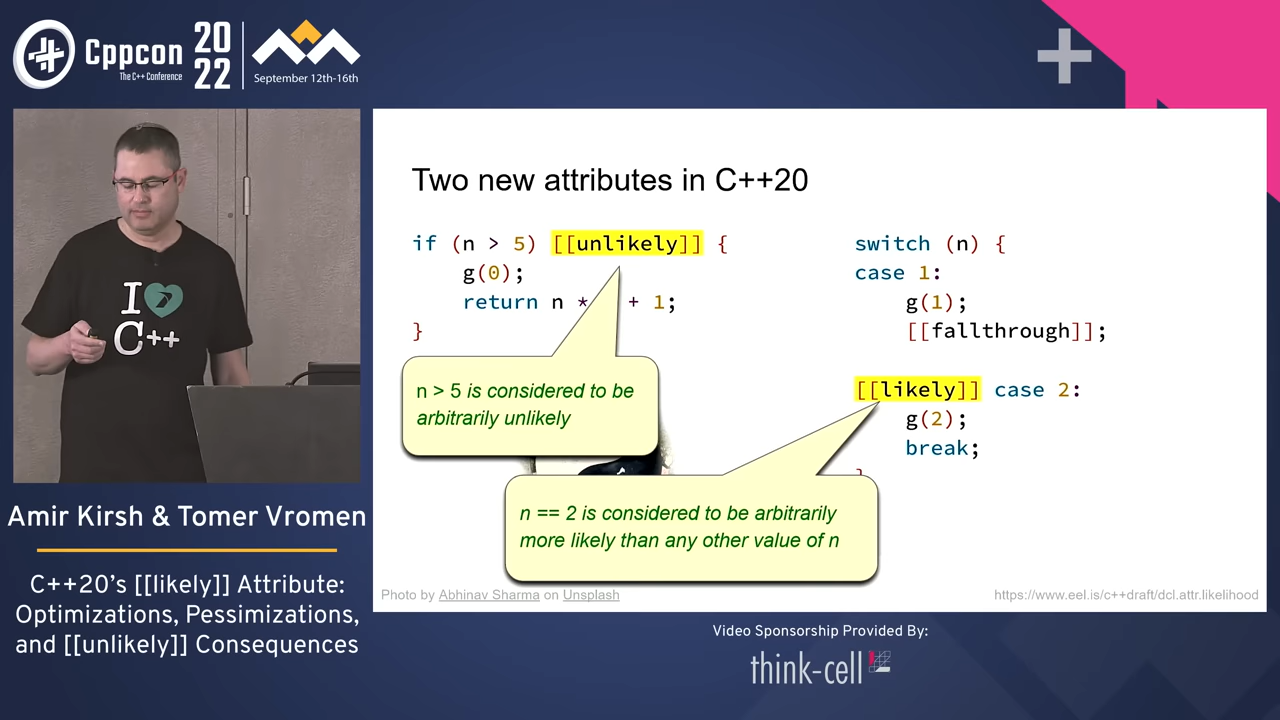 Cppcon
The C++ Conference
20
22
September 12th-16th
I
C++
Two new attributes in C++20
if (n > 5) [[unlikely]] {
g(0);
return n * + 1;
}
n > 5 is considered to be
arbitrarily unlikely
switch (n) {
case 1:
g(1);
[[fallthrough]];
[[likely]] case 2:
g(2);
break;
n == 2 is considered to be arbitrarily
more likely than any other value of n
Photo by Abhinav Sharma on Unsplash
https://www.eel.is/c++draft/dcl.attr.likelihood
Amir Kirsh & Tomer Vromen
C++20's [[likely]] Attribute:
Optimizations, Pessimizations,
and [[unlikely]] Consequences
Video Sponsorship Provided By:
think-cell